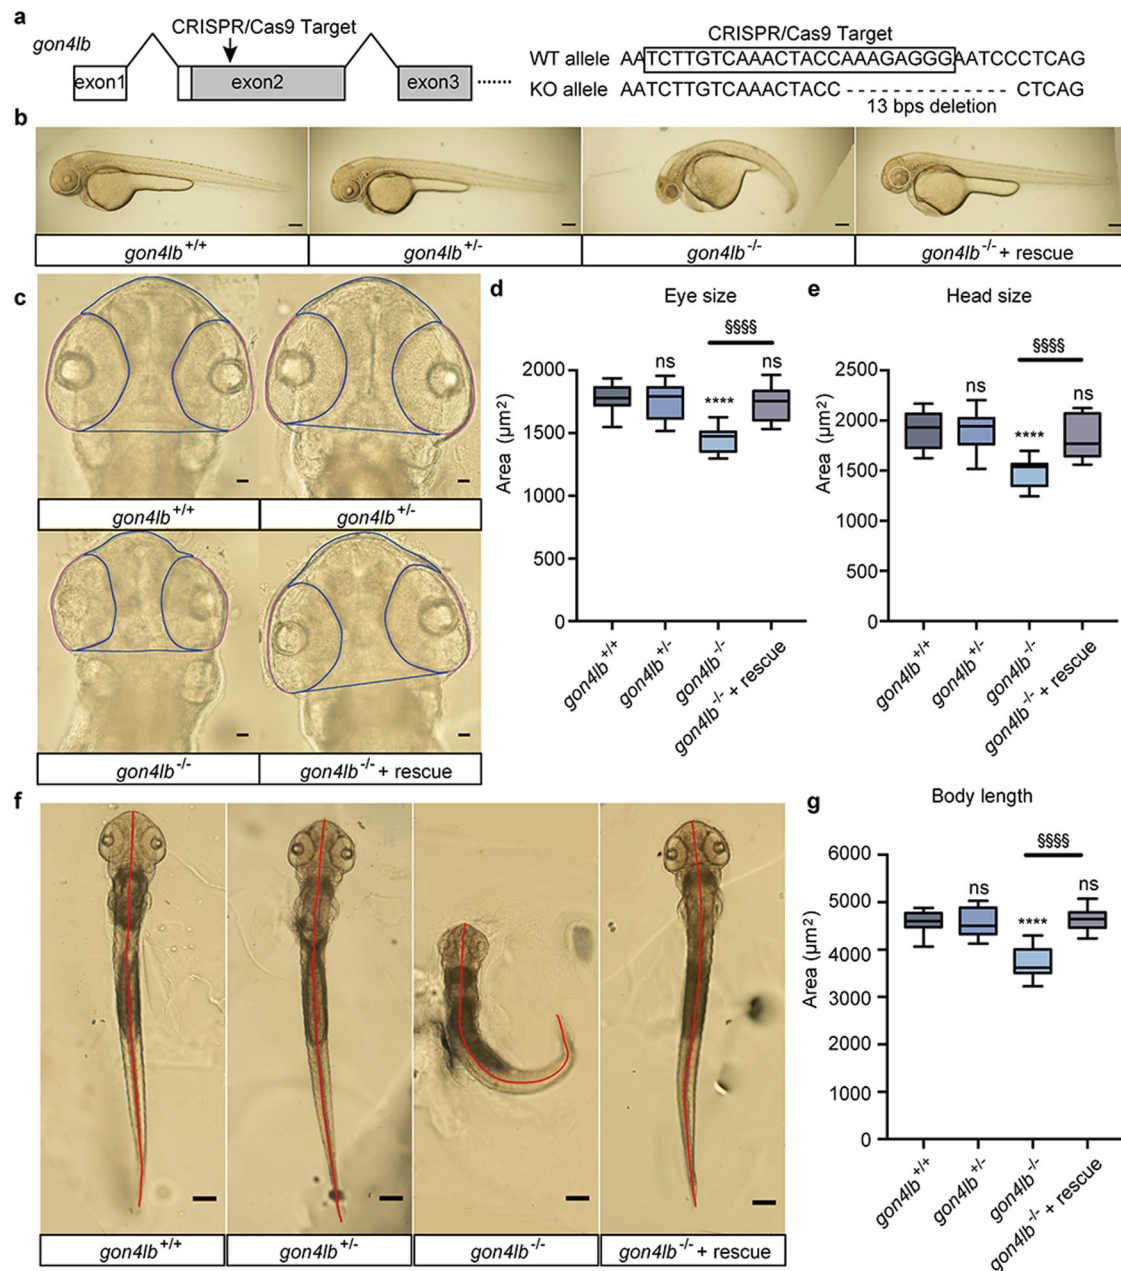 a
gon4lb
CRISPR/Cas9 Target
exon1
exon2
exon3
CRISPR/Cas9 Target
WT allele AATCTTGTCAAACTACCAAAGAGGGAATCCCTCAG
KO allele AATCTTGTCAAACTACC - - - - - - - - - - - - - CTCAG
13 bps deletion
b
gon4lb+/+
gon4lb+/-
gon4lb-/-
gon4lb-/- + rescue
c
gon4lb+/+
gon4lb+/-
gon4lb-/-
gon4lb-/- + rescue
d
Eye size
§§§§
ns
****
ns
Area (µm²)
2000
1500
1000
500
0
gon4lb+/+
gon4lb+/-
gon4lb-/-
gon4lb-/- + rescue
e
Head size
§§§§
ns
****
ns
Area (µm²)
2500
2000
1500
1000
500
0
gon4lb+/+
gon4lb+/-
gon4lb-/-
gon4lb-/- + rescue
f
gon4lb+/+
gon4lb+/-
gon4lb-/-
gon4lb-/- + rescue
g
Body length
§§§§
ns
****
ns
Area (µm²)
6000
5000
4000
3000
2000
1000
0
gon4lb+/+
gon4lb+/-
gon4lb-/-
gon4lb-/- + rescue